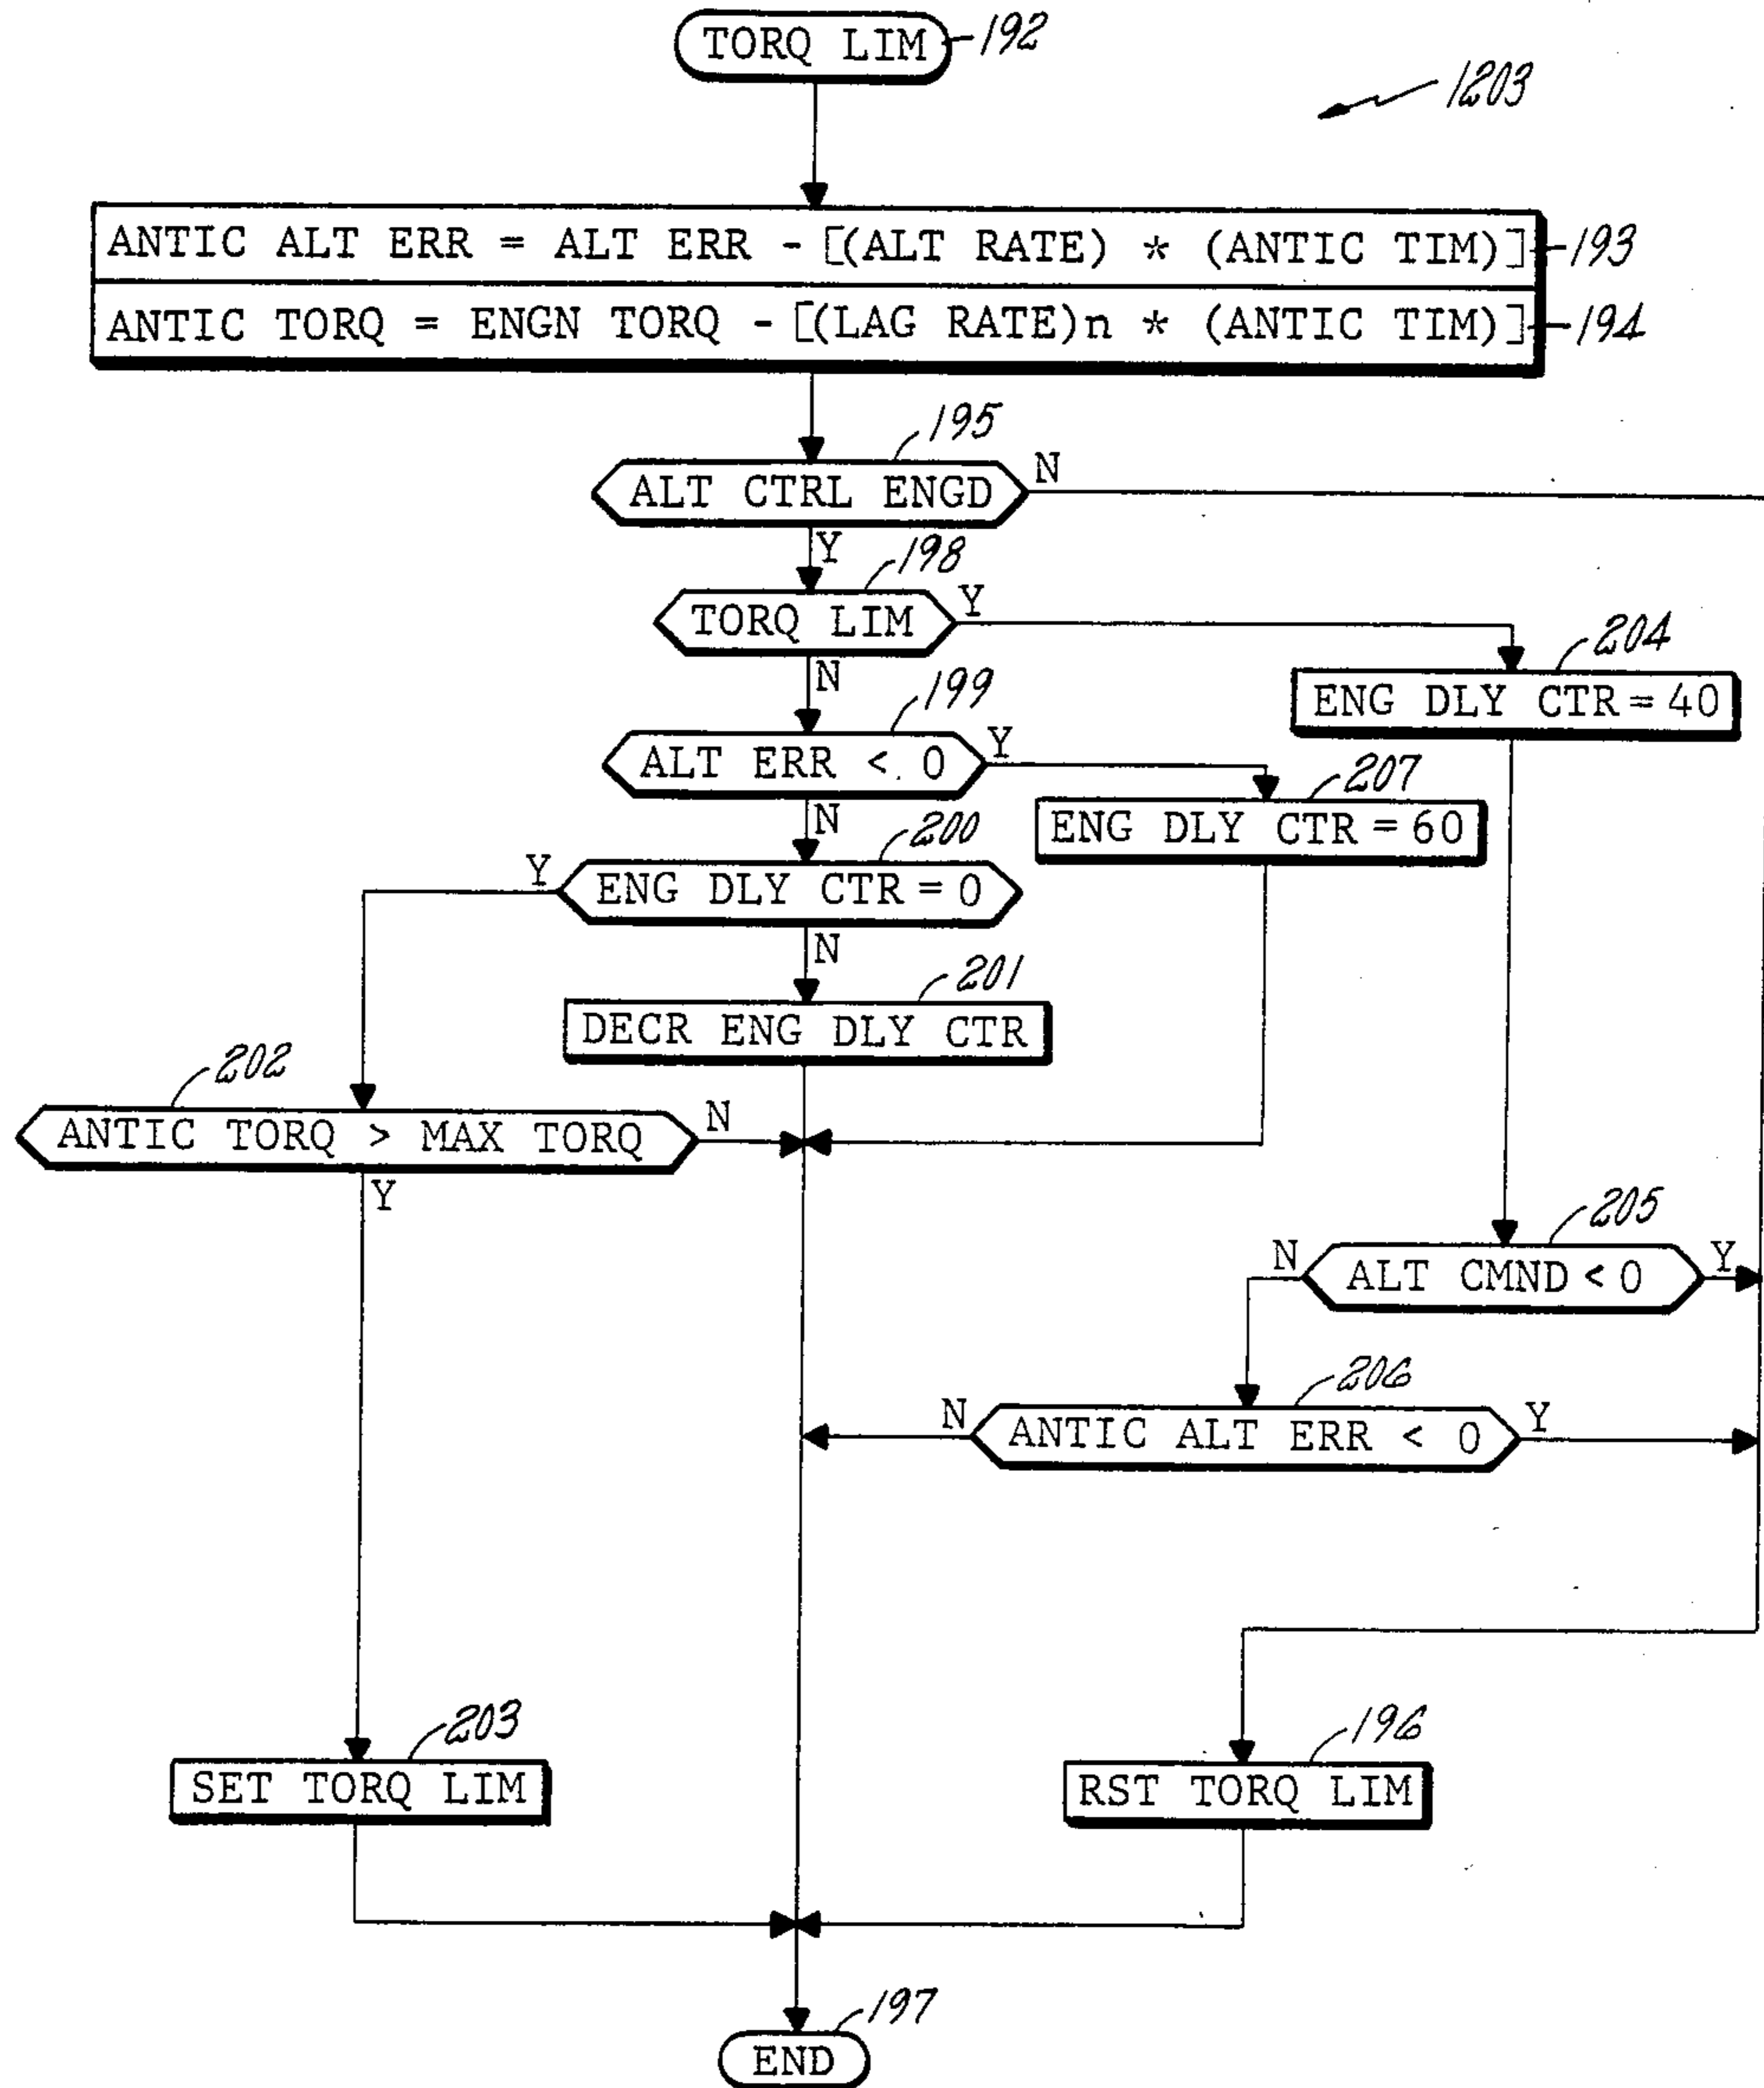 TORQ LIM 192
1203
ANTIC ALT ERR = ALT ERR - [(ALT RATE) * (ANTIC TIM)] 193
ANTIC TORQ = ENGN TORQ - [(LAG RATE)n * (ANTIC TIM)] 194
195
ALT CTRL ENGD N
Y
198
TORQ LIM Y
204
N
ENG DLY CTR = 40
199
ALT ERR < 0 Y
207
N
ENG DLY CTR = 60
200
Y ENG DLY CTR = 0
N
201
DECR ENG DLY CTR
202
ANTIC TORQ > MAX TORQ N
Y
205
N ALT CMND < 0 Y
206
N ANTIC ALT ERR < 0 Y
203
SET TORQ LIM
196
RST TORQ LIM
197
END